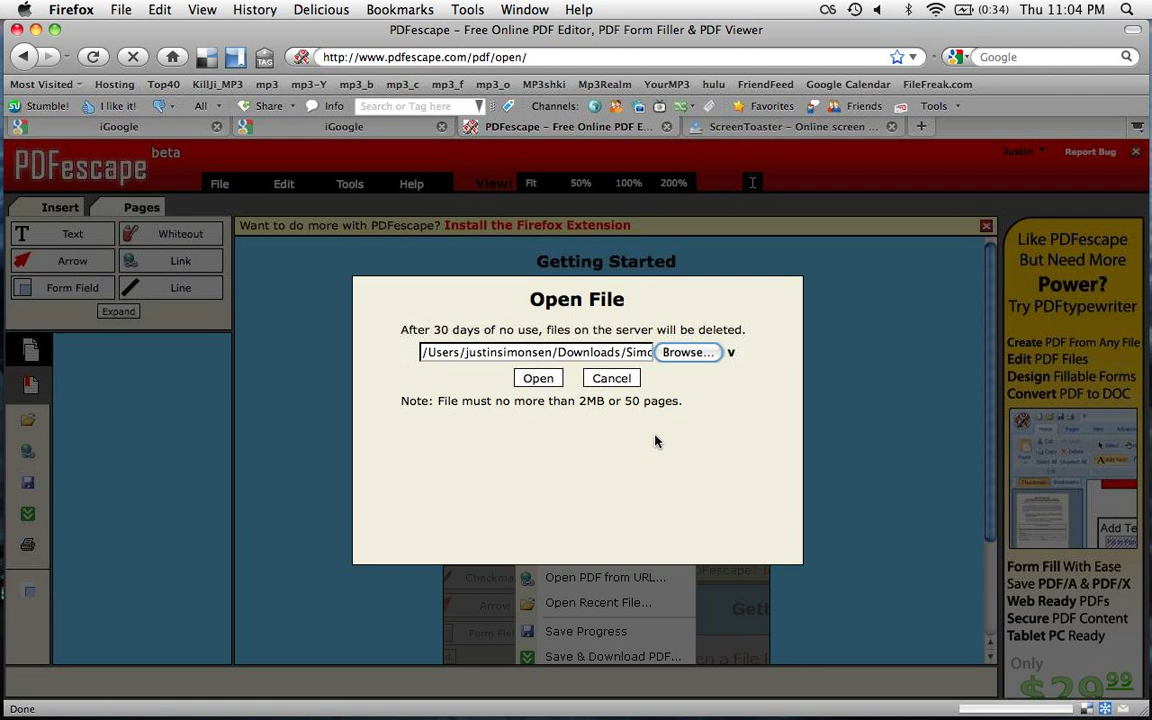 Firefox File Edit View History Delicious Bookmarks Tools Window Help (0:34) Thu 11:04 PM
PDFescape – Free Online PDF Editor, PDF Form Filler & PDF Viewer
http://www.pdfescape.com/pdf/open/ Google
Most Visited Hosting Top40 KillJi_MP3 mp3 mp3-Y mp3_b mp3_c mp3_f mp3_o MP3shki Mp3Realm YourMP3 hulu FriendFeed Google Calendar FileFreak.com
Stumble! I like it! All Share Info Search or Tag here Channels: Favorites Friends Tools
iGoogle iGoogle PDFescape – Free Online PDF E... ScreenToaster – Online screen ...
PDFescape beta Justin Report Bug
File Edit Tools Help View: Fit 50% 100% 200%
Insert Pages
Want to do more with PDFescape? Install the Firefox Extension
Text Whiteout
Arrow Link
Form Field Line
Expand
Getting Started
Open File
After 30 days of no use, files on the server will be deleted.
/Users/justinsimonsen/Downloads/Simo Browse... v
Open Cancel
Note: File must no more than 2MB or 50 pages.
Checkma
Open PDF from URL...
Arrow Open Recent File... Gett
Form Fiel Save Progress
Save & Download PDF...
Like PDFescape
But Need More
Power?
Try PDFtypewriter
Create PDF From Any File
Edit PDF Files
Design Fillable Forms
Convert PDF to DOC
Add Te
Form Fill With Ease
Save PDF/A & PDF/X
Web Ready PDFs
Secure PDF Content
Tablet PC Ready
Only
$29.99
Done